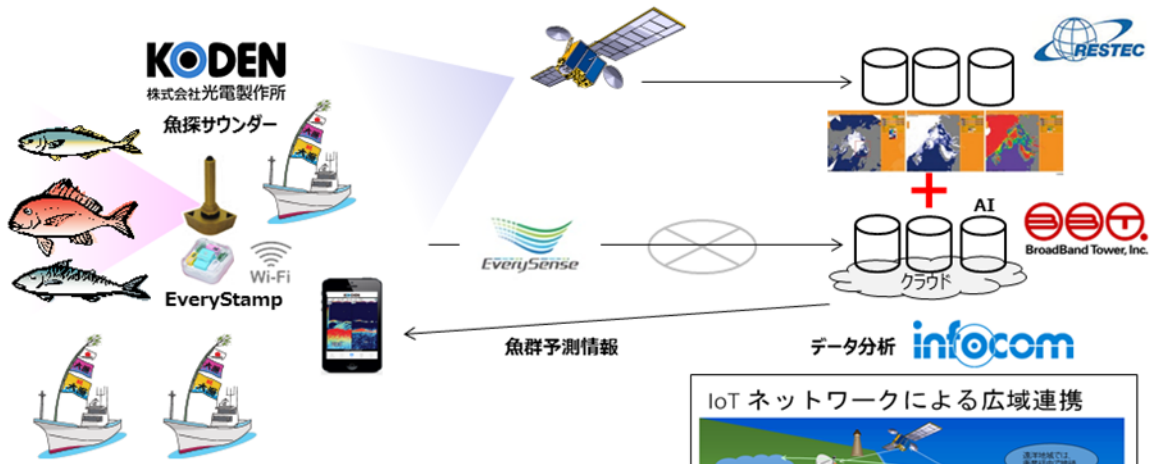 KODEN
株式会社光電製作所
魚探サウンダー
Wi-Fi
EveryStamp
EverySense
魚群予測情報
RESTEC
AI
BBT.
BroadBand Tower, Inc.
クラウド
データ分析 infocom
IoT ネットワークによる広域連携